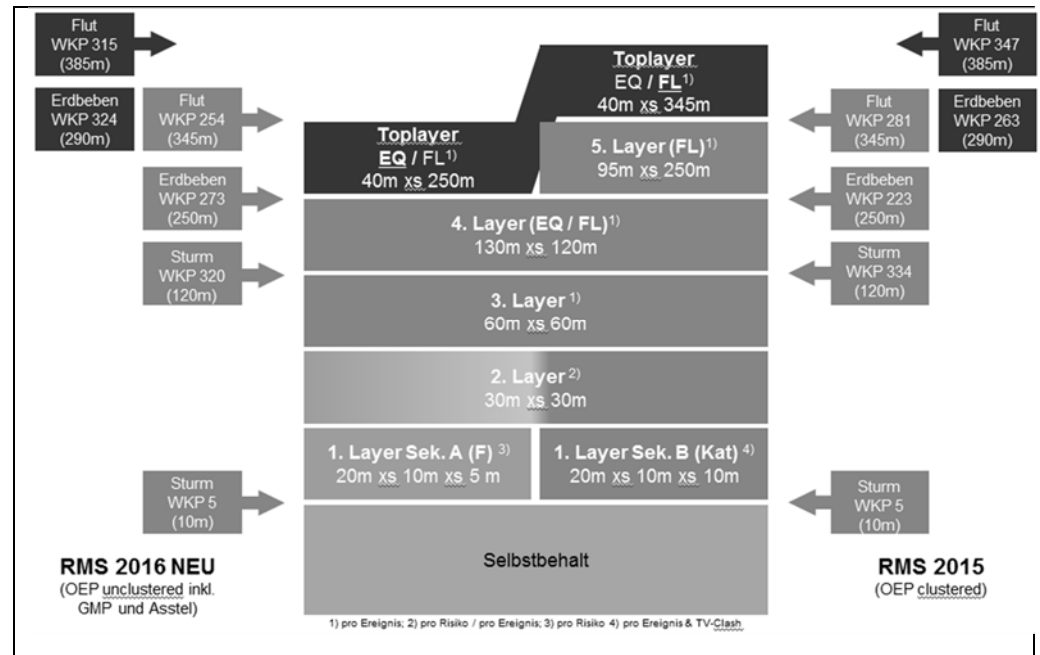 Flut
WKP 315
(385m)
Erdbeben
WKP 324
(290m)
Flut
WKP 254
(345m)
Erdbeben
WKP 273
(250m)
Sturm
WKP 320
(120m)
Sturm
WKP 5
(10m)
RMS 2016 NEU
(OEP unclustered inkl.
GMP und Asstel)
Toplayer
EQ / FL1)
40m xs 250m
Toplayer
EQ / FL1)
40m xs 345m
5. Layer (FL)1)
95m xs 250m
4. Layer (EQ / FL)1)
130m xs 120m
3. Layer 1)
60m xs 60m
2. Layer 2)
30m xs 30m
1. Layer Sek. A (F) 3)
20m xs 10m xs 5 m
1. Layer Sek. B (Kat) 4)
20m xs 10m xs 10m
Selbstbehalt
1) pro Ereignis; 2) pro Risiko / pro Ereignis; 3) pro Risiko 4) pro Ereignis & TV-Clash
Flut
WKP 347
(385m)
Flut
WKP 281
(345m)
Erdbeben
WKP 263
(290m)
Erdbeben
WKP 223
(250m)
Sturm
WKP 334
(120m)
Sturm
WKP 5
(10m)
RMS 2015
(OEP clustered)